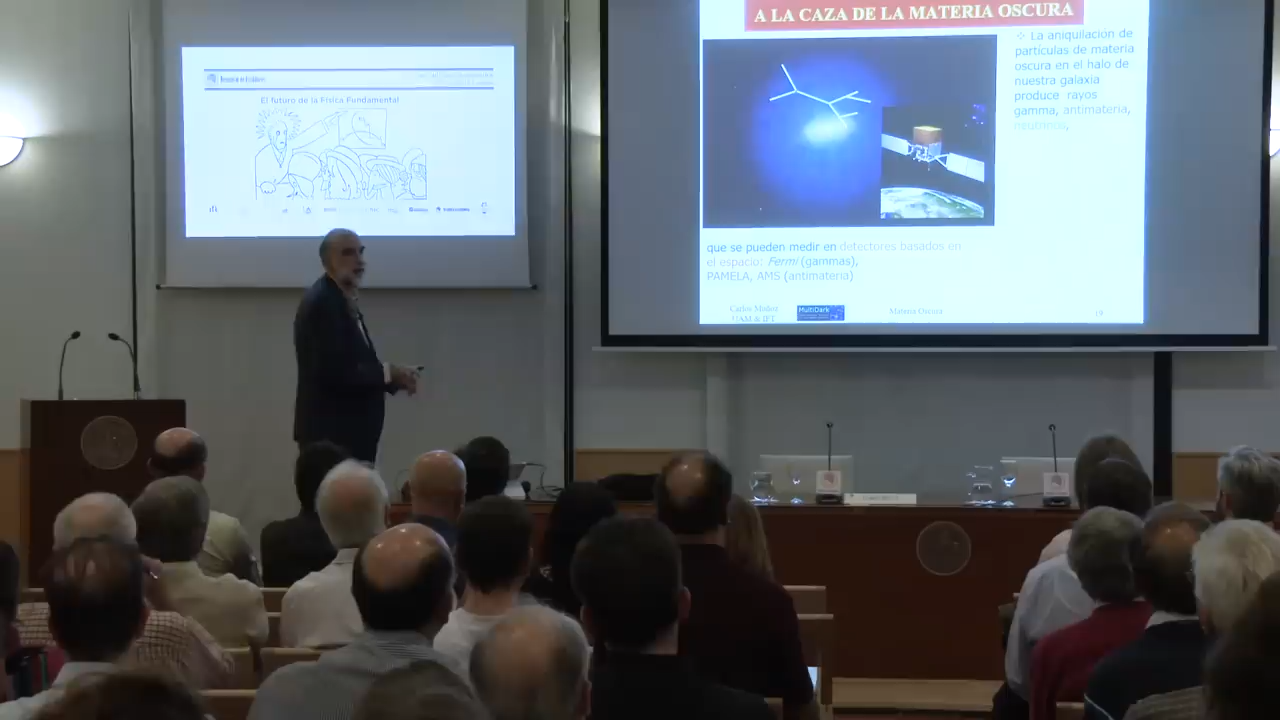 El futuro de la Física Fundamental
A LA CAZA DE LA MATERIA OSCURA
❖ La aniquilación de
partículas de materia
oscura en el halo de
nuestra galaxia
produce rayos
gamma, antimateria,
neutrinos,
que se pueden medir en detectores basados en
el espacio: Fermi (gammas),
PAMELA, AMS (antimateria)
Carlos Muñoz
UAM & IFT
MultiDark
Materia Oscura
19